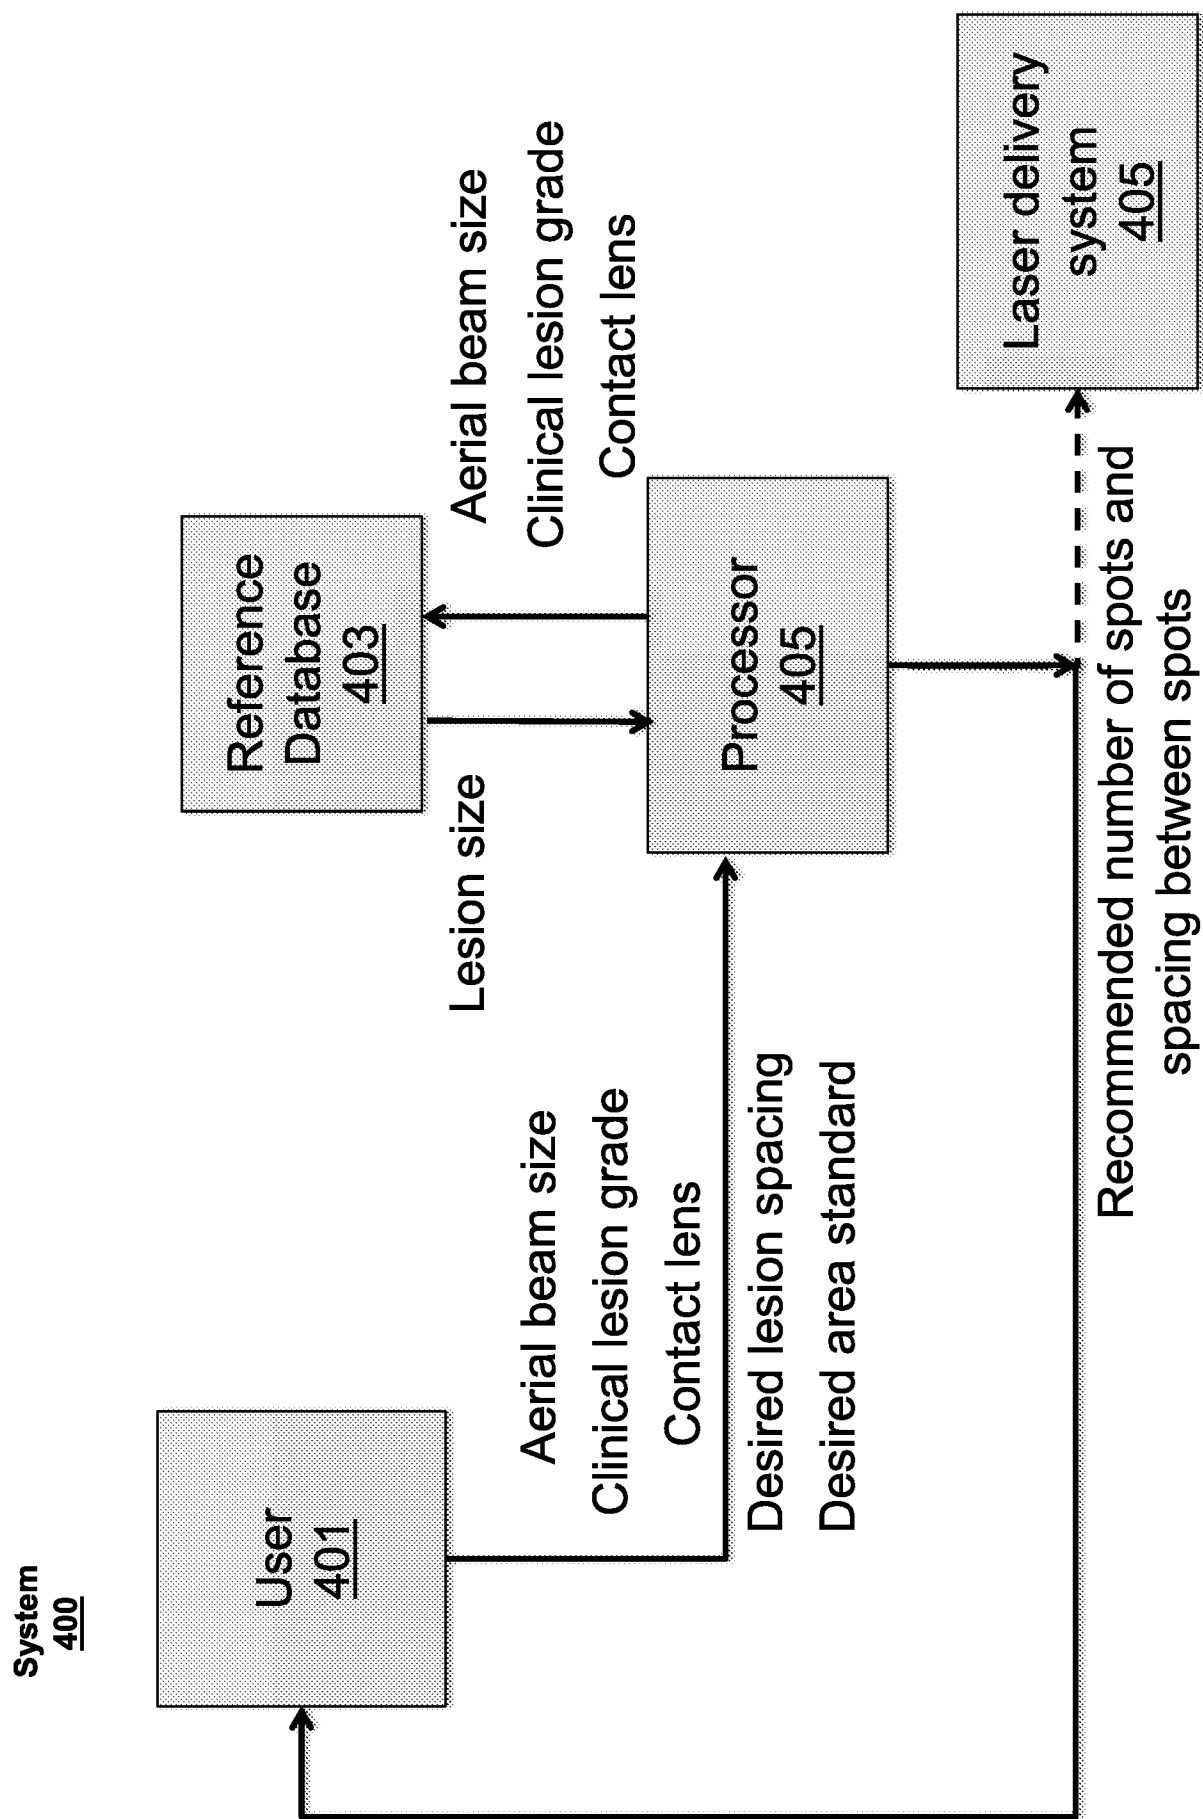 System
400
User
401
Reference
Database
403
Lesion size
Aerial beam size
Clinical lesion grade
Contact lens
Aerial beam size
Clinical lesion grade
Contact lens
Desired lesion spacing
Desired area standard
Processor
405
Laser delivery
system
405
Recommended number of spots and
spacing between spots